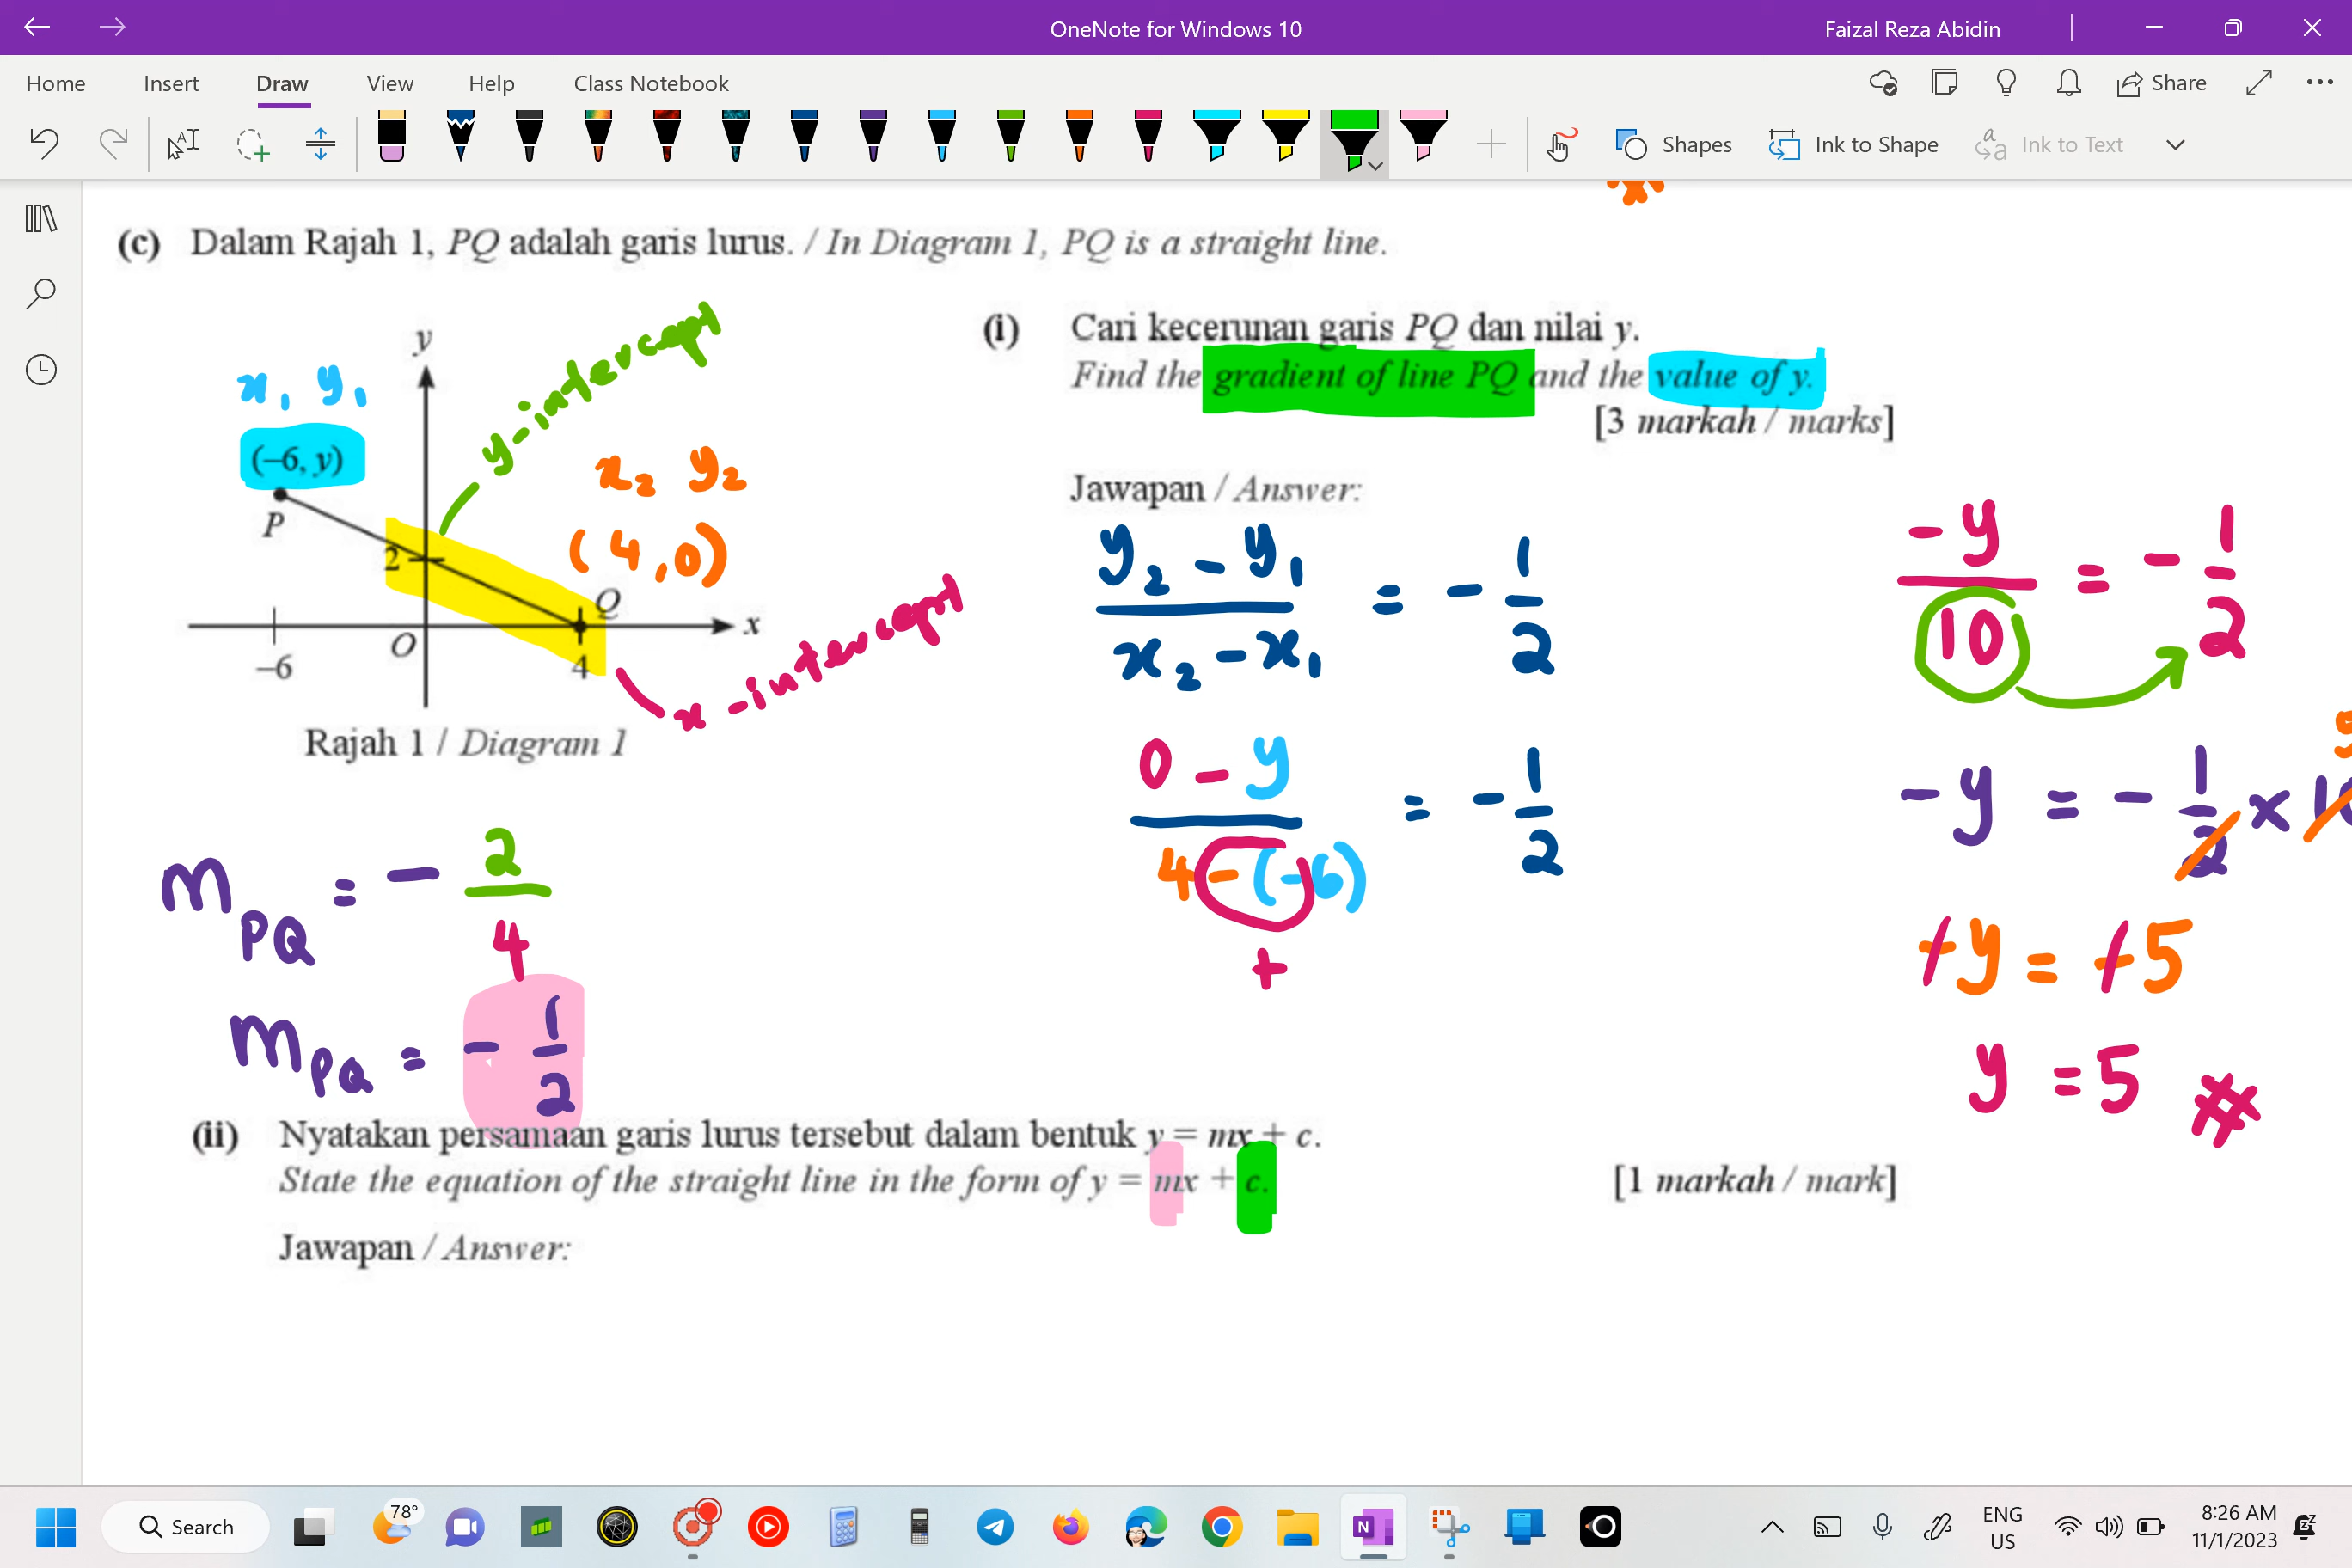 OneNote for Windows 10
Faizal Reza Abidin
Home Insert Draw View Help Class Notebook
Share
Shapes Ink to Shape Ink to Text
(c) Dalam Rajah 1, PQ adalah garis lurus. / In Diagram 1, PQ is a straight line.
y
y-intercept
x₁ y₁
(−6, y)
P
x₂ y₂
(4,0)
2
Q
x
O
−6
4
x-intercept
Rajah 1 / Diagram 1
(i) Cari kecerunan garis PQ dan nilai y.
Find the gradient of line PQ and the value of y.
[3 markah / marks]
Jawapan / Answer:
y₂ − y₁ / x₂ − x₁ = − 1/2
0 − y / 4 − (−6) = − 1/2
+
−y / 10 = − 1/2
−y = − 1/2 × 10
+y = +5
y = 5 #
m PQ = − 2/4
m PQ = − 1/2
(ii) Nyatakan persamaan garis lurus tersebut dalam bentuk y = mx + c.
State the equation of the straight line in the form of y = mx + c.
[1 markah / mark]
Jawapan / Answer:
78°
Search
ENG
US
8:26 AM
11/1/2023